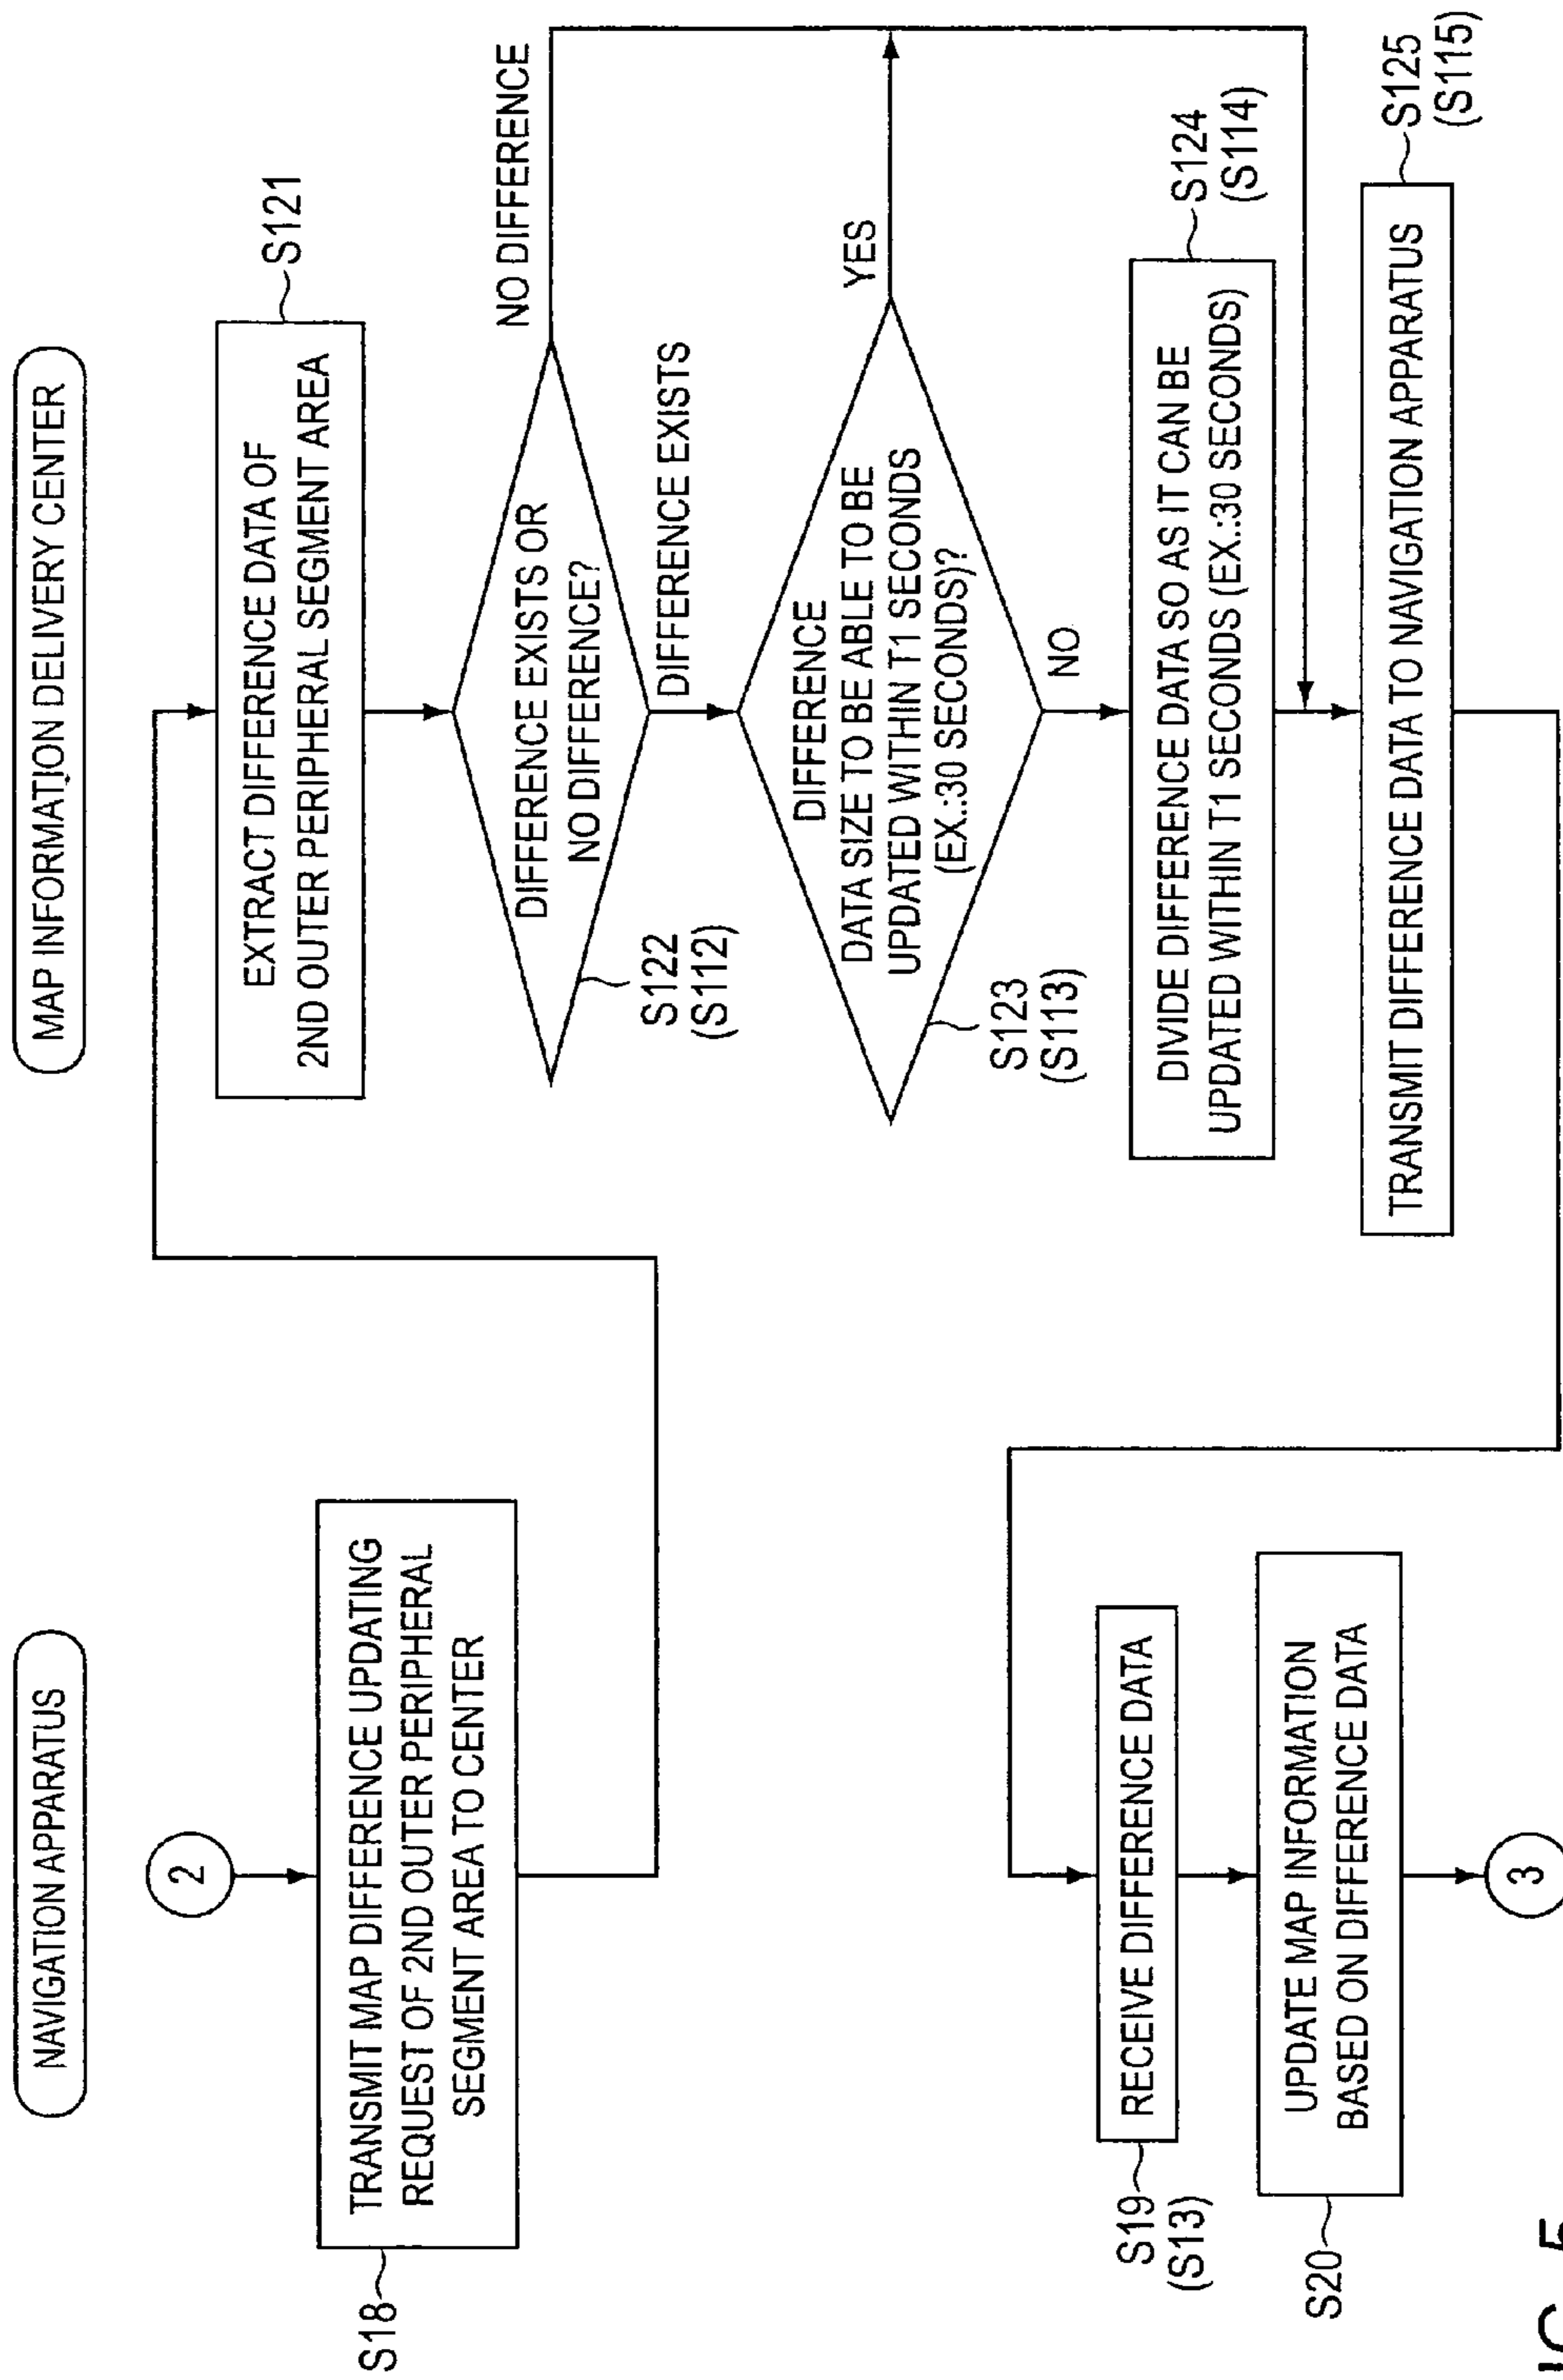 NAVIGATION APPARATUS
2
TRANSMIT MAP DIFFERENCE UPDATING
REQUEST OF 2ND OUTER PERIPHERAL
SEGMENT AREA TO CENTER
S18
RECEIVE DIFFERENCE DATA
S19
(S13)
UPDATE MAP INFORMATION
BASED ON DIFFERENCE DATA
S20
3
MAP INFORMATION DELIVERY CENTER
EXTRACT DIFFERENCE DATA OF
2ND OUTER PERIPHERAL SEGMENT AREA
S121
DIFFERENCE EXISTS OR
NO DIFFERENCE?
S122
(S112)
NO DIFFERENCE
DIFFERENCE EXISTS
DIFFERENCE
DATA SIZE TO BE ABLE TO BE
UPDATED WITHIN T1 SECONDS
(EX.:30 SECONDS)?
S123
(S113)
YES
NO
DIVIDE DIFFERENCE DATA SO AS IT CAN BE
UPDATED WITHIN T1 SECONDS (EX.:30 SECONDS)
S124
(S114)
TRANSMIT DIFFERENCE DATA TO NAVIGATION APPARATUS
S125
(S115)